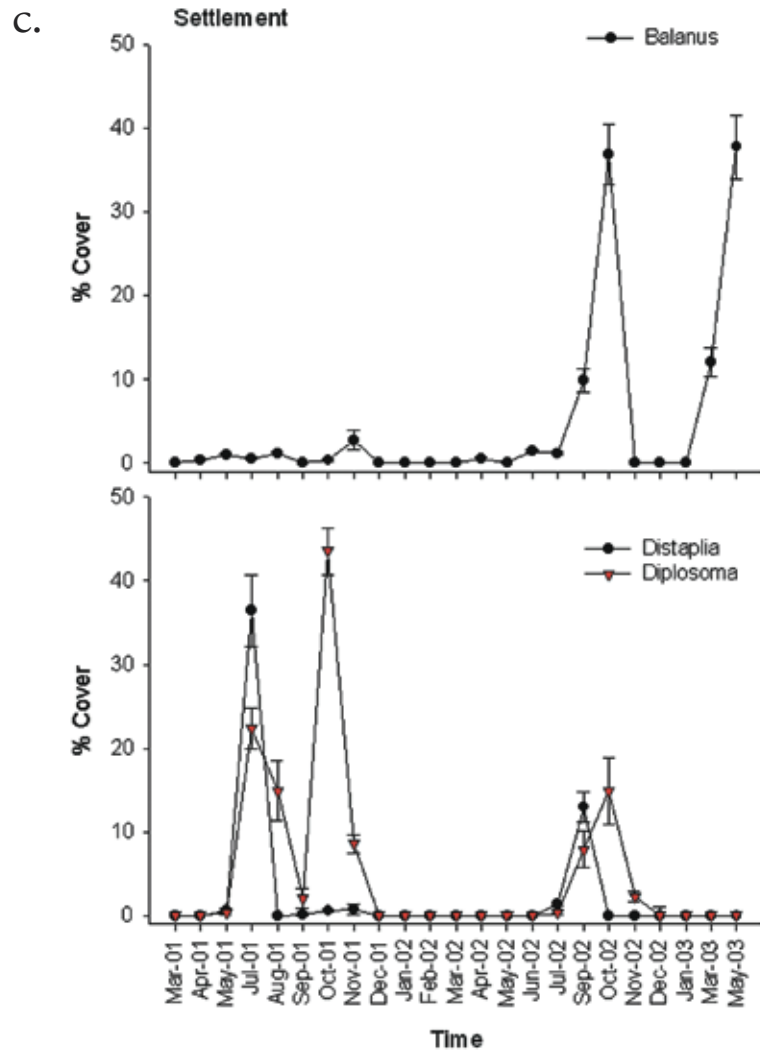 c.
Settlement
Balanus
50
40
30
20
10
0
% Cover
Distaplia
Diplosoma
50
40
30
20
10
0
% Cover
Mar-01
Apr-01
May-01
Jul-01
Aug-01
Sep-01
Oct-01
Nov-01
Dec-01
Jan-02
Feb-02
Mar-02
Apr-02
May-02
Jun-02
Jul-02
Sep-02
Oct-02
Nov-02
Dec-02
Jan-03
Mar-03
May-03
Time